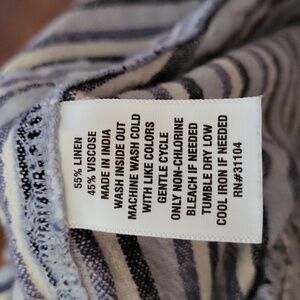 55% LINEN
45% VISCOSE
MADE IN INDIA
WASH INSIDE OUT
MACHINE WASH COLD
WITH LIKE COLORS
GENTLE CYCLE
ONLY NON-CHLORINE
BLEACH IF NEEDED
TUMBLE DRY LOW
COOL IRON IF NEEDED
RN#31104